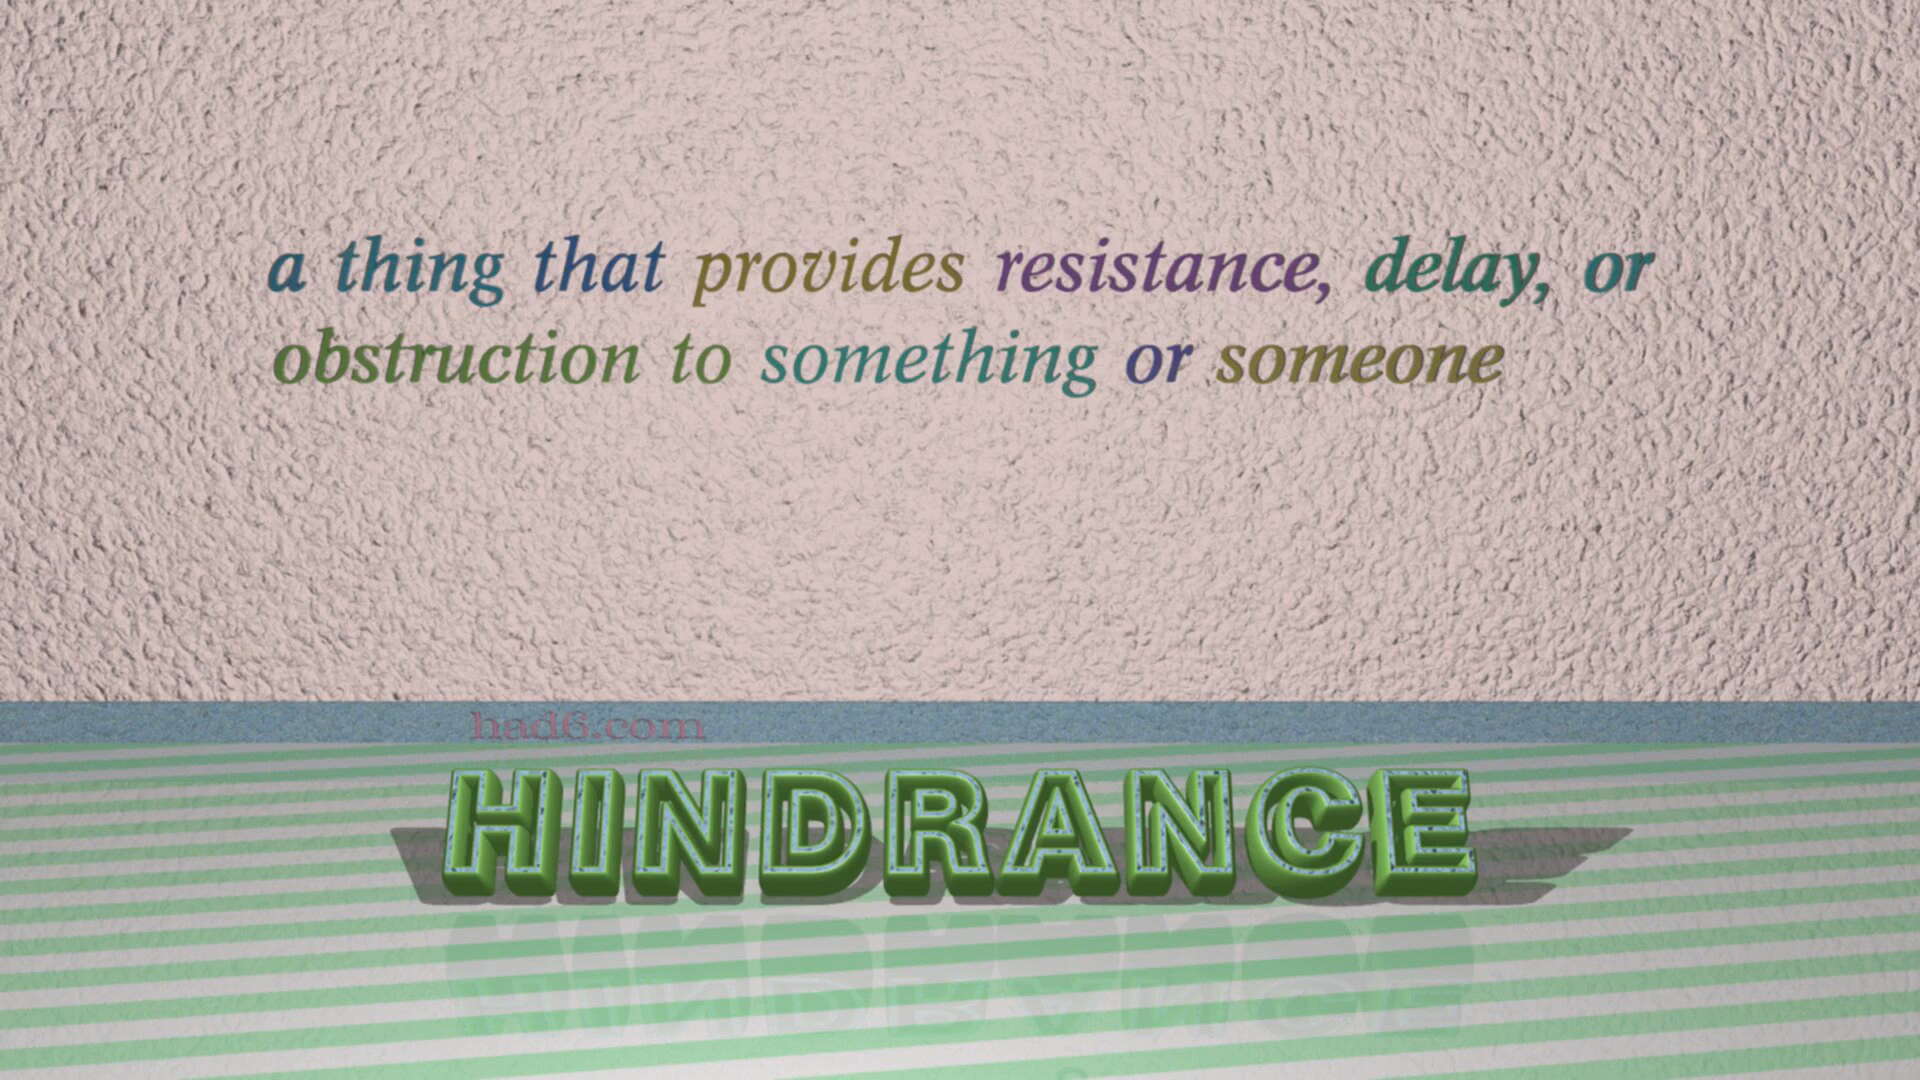 a thing that provides resistance, delay, or
obstruction to something or someone
had6.com
HINDRANCE